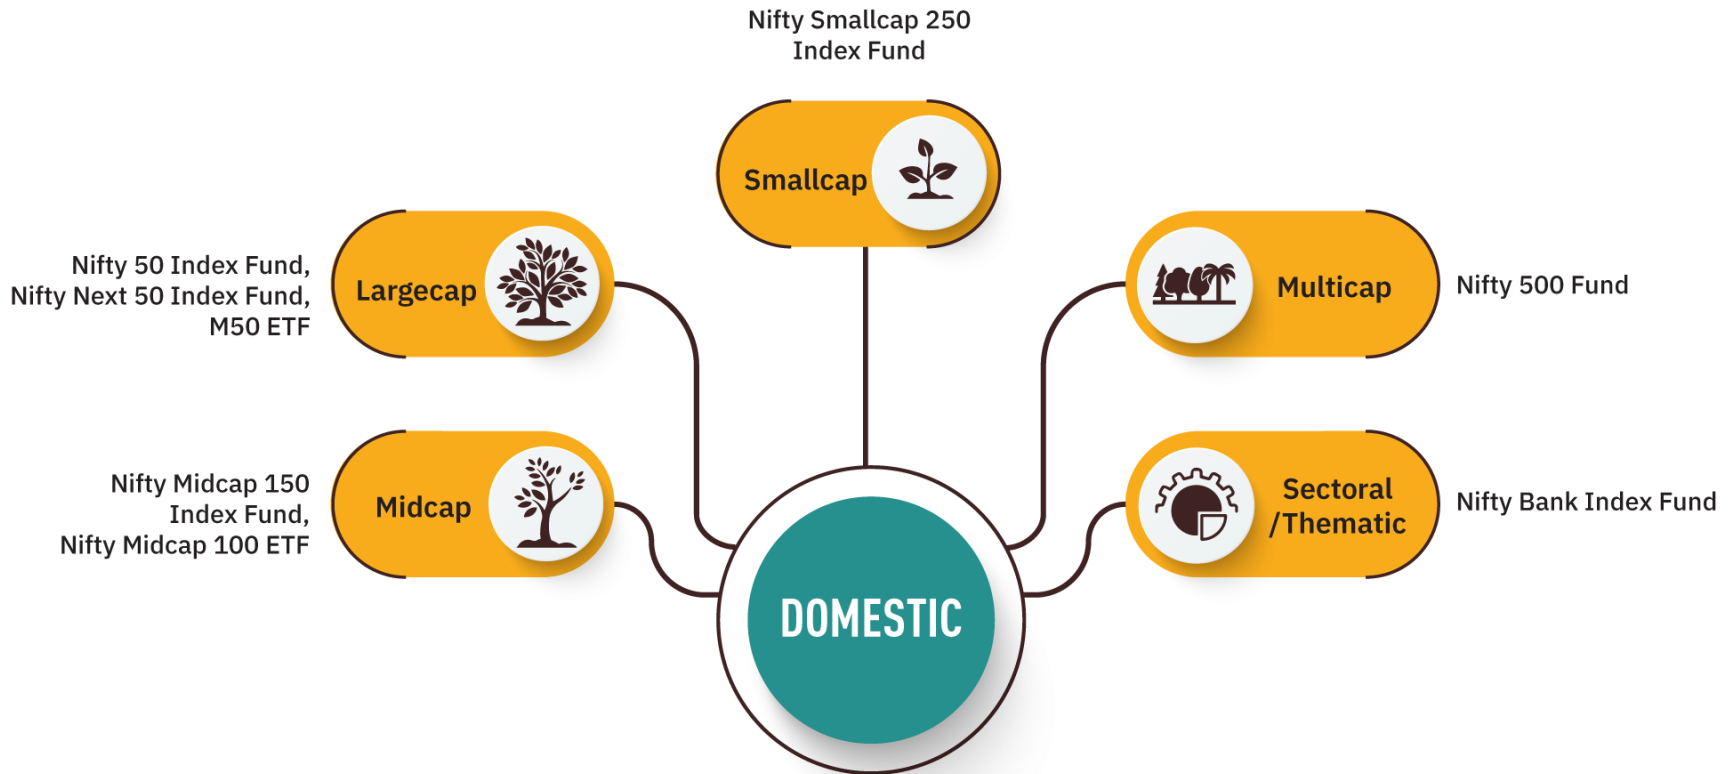 Nifty Smallcap 250
Index Fund
Smallcap
Nifty 50 Index Fund,
Nifty Next 50 Index Fund,
M50 ETF
Largecap
Multicap
Nifty 500 Fund
Nifty Midcap 150
Index Fund,
Nifty Midcap 100 ETF
Midcap
Sectoral
/Thematic
Nifty Bank Index Fund
DOMESTIC